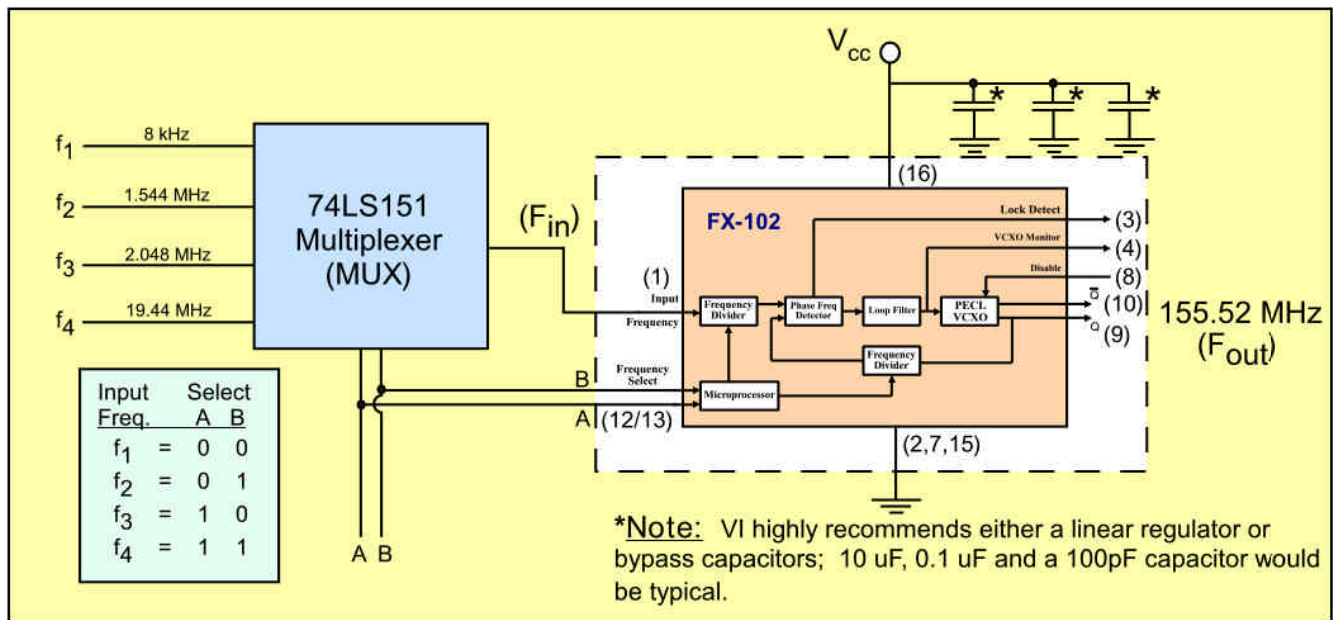 Vcc
* * *
f1 8 kHz
f2 1.544 MHz
f3 2.048 MHz
f4 19.44 MHz
74LS151
Multiplexer
(MUX)
(Fin)
(16)
FX-102
Lock Detect
(3)
VCXO Monitor
(4)
Disable
(8)
(1)
Input
Frequency
Frequency
Divider
Phase Freq
Detector
Loop Filter
PECL
VCXO
Q̅
(10)
Q
(9)
155.52 MHz
(Fout)
Frequency
Divider
Frequency
Select
Microprocessor
B
A
(12/13)
(2,7,15)
Input Select
Freq. A B
f1 = 0 0
f2 = 0 1
f3 = 1 0
f4 = 1 1
A B
*Note: VI highly recommends either a linear regulator or
bypass capacitors; 10 uF, 0.1 uF and a 100pF capacitor would
be typical.